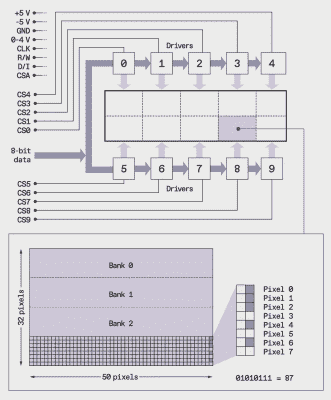 +5 V
-5 V
GND
0-4 V
CLK
R/W
D/I
CSA
Drivers
0 1 2 3 4
CS4
CS3
CS2
CS1
CS0
8-bit
data
5 6 7 8 9
CS5
CS6
CS7
CS8
CS9
Drivers
32 pixels
Bank 0
Bank 1
Bank 2
50 pixels
Pixel 0
Pixel 1
Pixel 2
Pixel 3
Pixel 4
Pixel 5
Pixel 6
Pixel 7
01010111 = 87